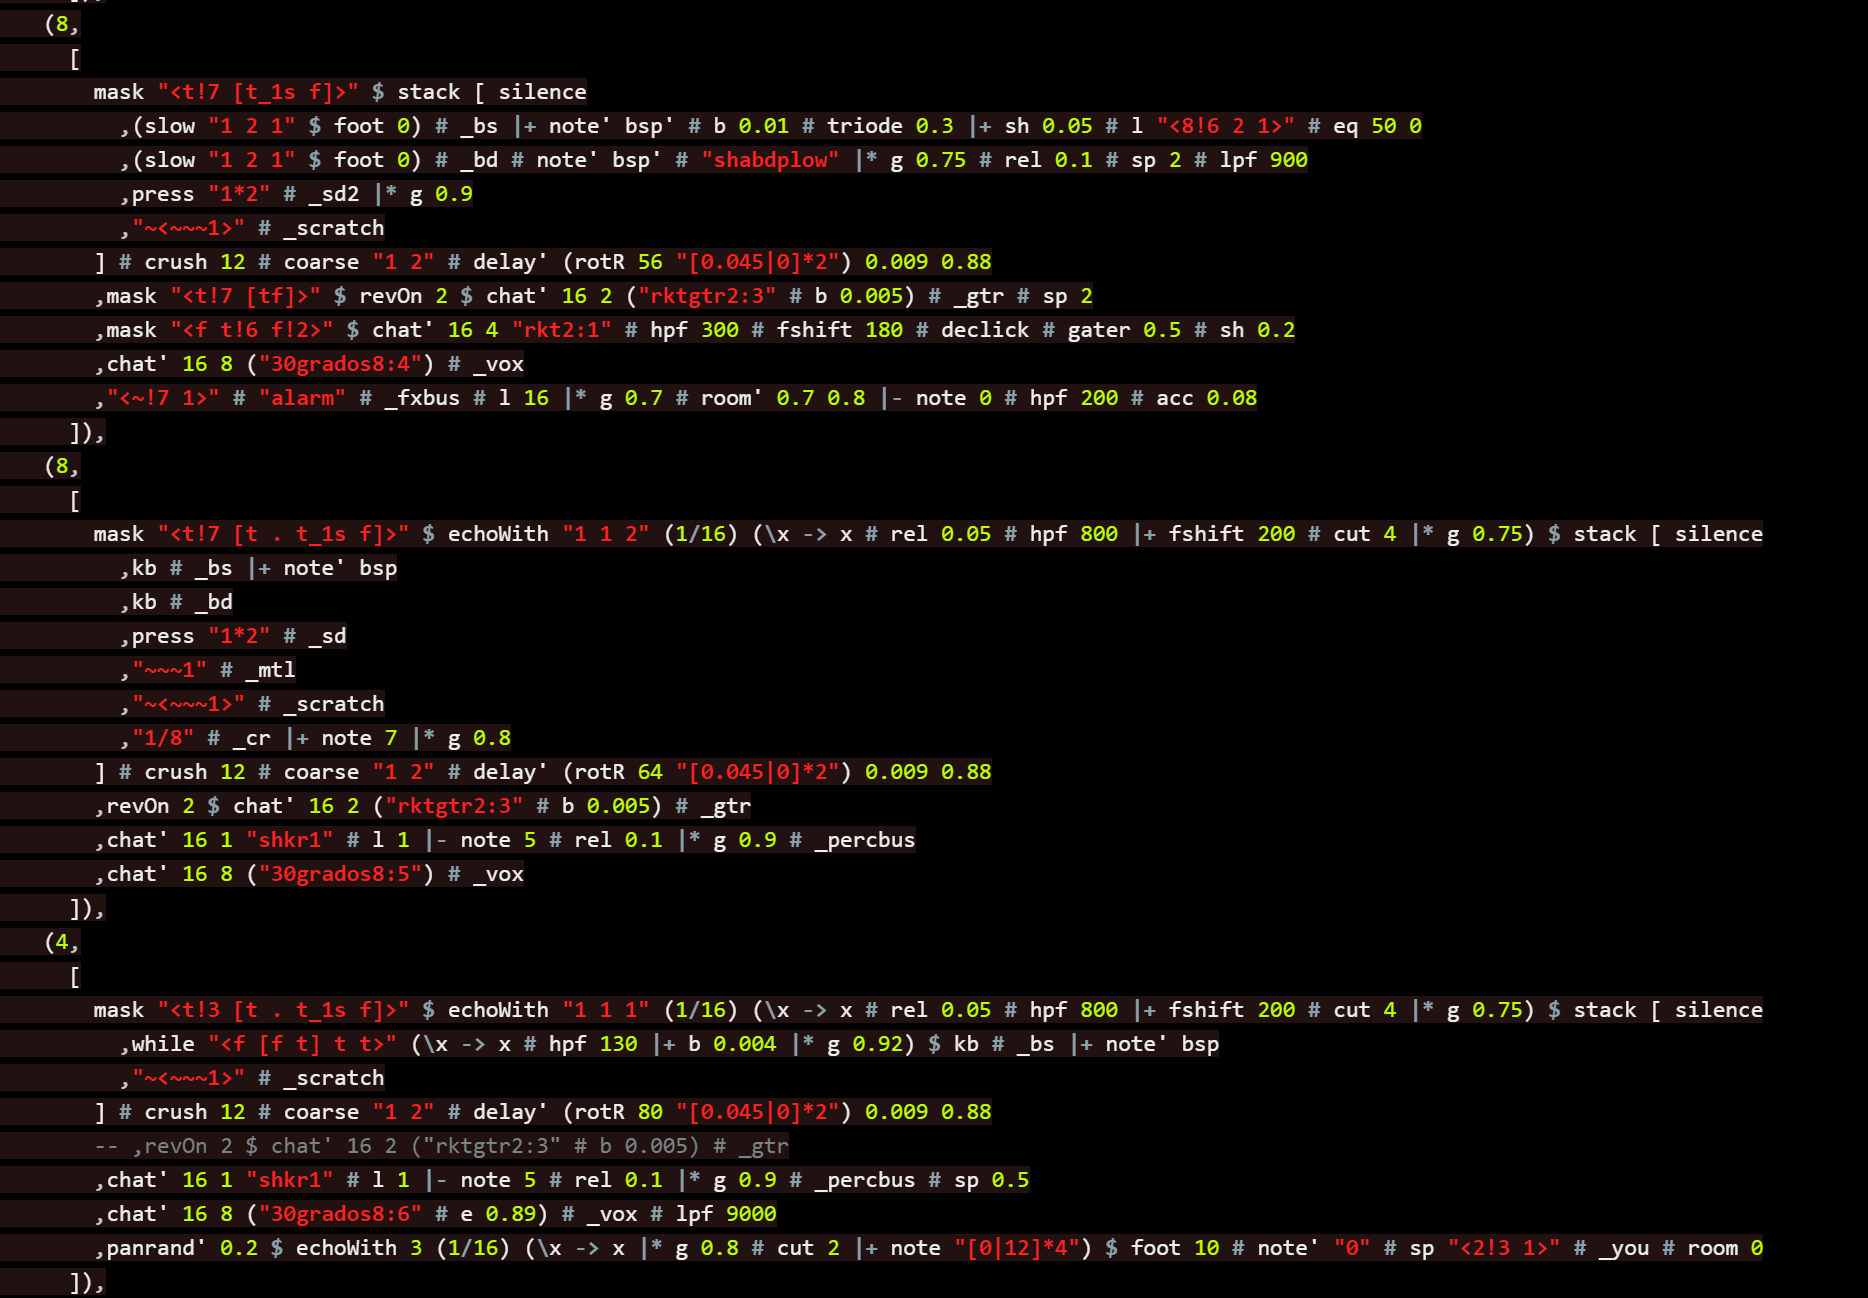 (8,
[
mask "<t!7 [t_1s f]>" $ stack [ silence
,(slow "1 2 1" $ foot 0) # _bs |+ note' bsp' # b 0.01 # triode 0.3 |+ sh 0.05 # l "<8!6 2 1>" # eq 50 0
,(slow "1 2 1" $ foot 0) # _bd # note' bsp' # "shabdplow" |* g 0.75 # rel 0.1 # sp 2 # lpf 900
,press "1*2" # _sd2 |* g 0.9
,"~<~~~1>" # _scratch
] # crush 12 # coarse "1 2" # delay' (rotR 56 "[0.045|0]*2") 0.009 0.88
,mask "<t!7 [tf]>" $ revOn 2 $ chat' 16 2 ("rktgtr2:3" # b 0.005) # _gtr # sp 2
,mask "<f t!6 f!2>" $ chat' 16 4 "rkt2:1" # hpf 300 # fshift 180 # declick # gater 0.5 # sh 0.2
,chat' 16 8 ("30grados8:4") # _vox
,"<~!7 1>" # "alarm" # _fxbus # l 16 |* g 0.7 # room' 0.7 0.8 |- note 0 # hpf 200 # acc 0.08
]),
(8,
[
mask "<t!7 [t . t_1s f]>" $ echoWith "1 1 2" (1/16) (\x -> x # rel 0.05 # hpf 800 |+ fshift 200 # cut 4 |* g 0.75) $ stack [ silence
,kb # _bs |+ note' bsp
,kb # _bd
,press "1*2" # _sd
,"~~~1" # _mtl
,"~<~~~1>" # _scratch
,"1/8" # _cr |+ note 7 |* g 0.8
] # crush 12 # coarse "1 2" # delay' (rotR 64 "[0.045|0]*2") 0.009 0.88
,revOn 2 $ chat' 16 2 ("rktgtr2:3" # b 0.005) # _gtr
,chat' 16 1 "shkr1" # l 1 |- note 5 # rel 0.1 |* g 0.9 # _percbus
,chat' 16 8 ("30grados8:5") # _vox
]),
(4,
[
mask "<t!3 [t . t_1s f]>" $ echoWith "1 1 1" (1/16) (\x -> x # rel 0.05 # hpf 800 |+ fshift 200 # cut 4 |* g 0.75) $ stack [ silence
,while "<f [f t] t t>" (\x -> x # hpf 130 |+ b 0.004 |* g 0.92) $ kb # _bs |+ note' bsp
,"~<~~~1>" # _scratch
] # crush 12 # coarse "1 2" # delay' (rotR 80 "[0.045|0]*2") 0.009 0.88
-- ,revOn 2 $ chat' 16 2 ("rktgtr2:3" # b 0.005) # _gtr
,chat' 16 1 "shkr1" # l 1 |- note 5 # rel 0.1 |* g 0.9 # _percbus # sp 0.5
,chat' 16 8 ("30grados8:6" # e 0.89) # _vox # lpf 9000
,panrand' 0.2 $ echoWith 3 (1/16) (\x -> x |* g 0.8 # cut 2 |+ note "[0|12]*4") $ foot 10 # note' "0" # sp "<2!3 1>" # _you # room 0
]),